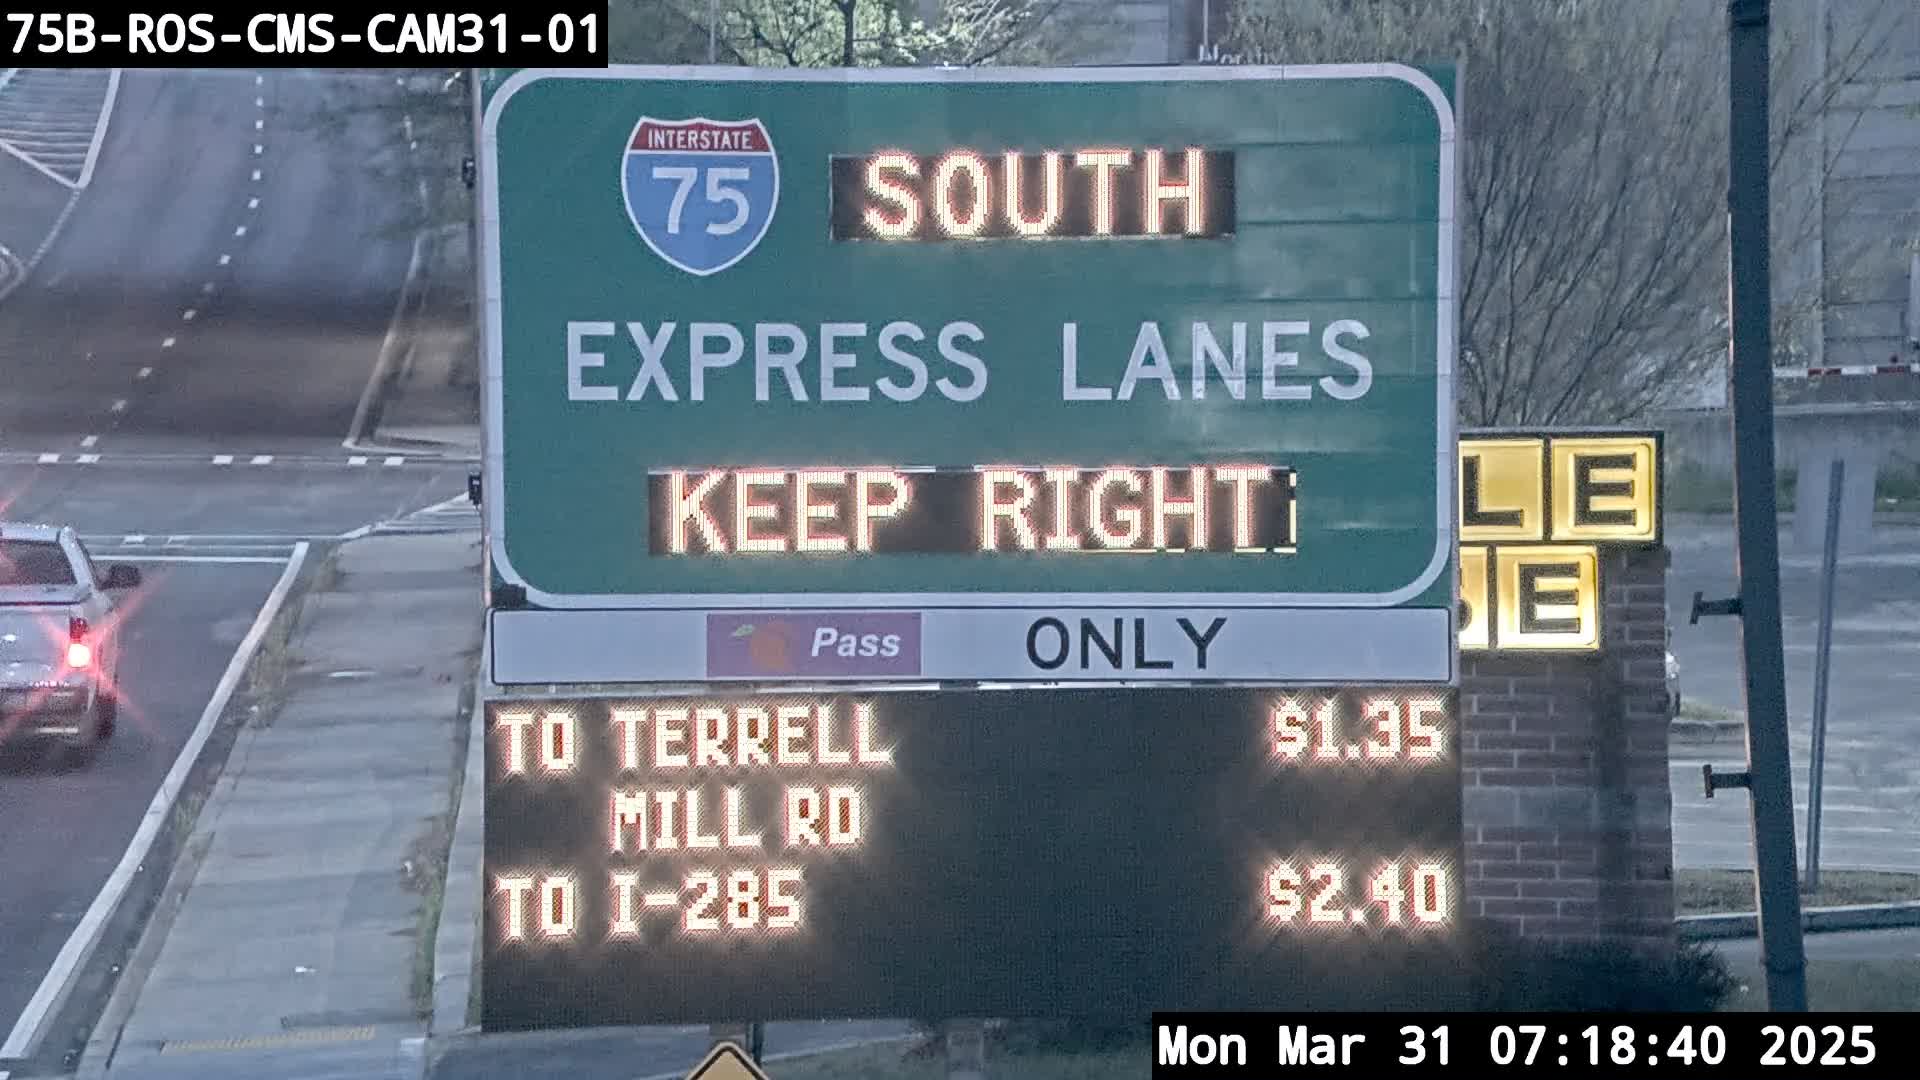 75B-ROS-CMS-CAM31-01
INTERSTATE
75
SOUTH
EXPRESS LANES
KEEP RIGHT
Pass ONLY
TO TERRELL $1.35
MILL RD
TO I-285 $2.40
LE
E
Mon Mar 31 07:18:40 2025